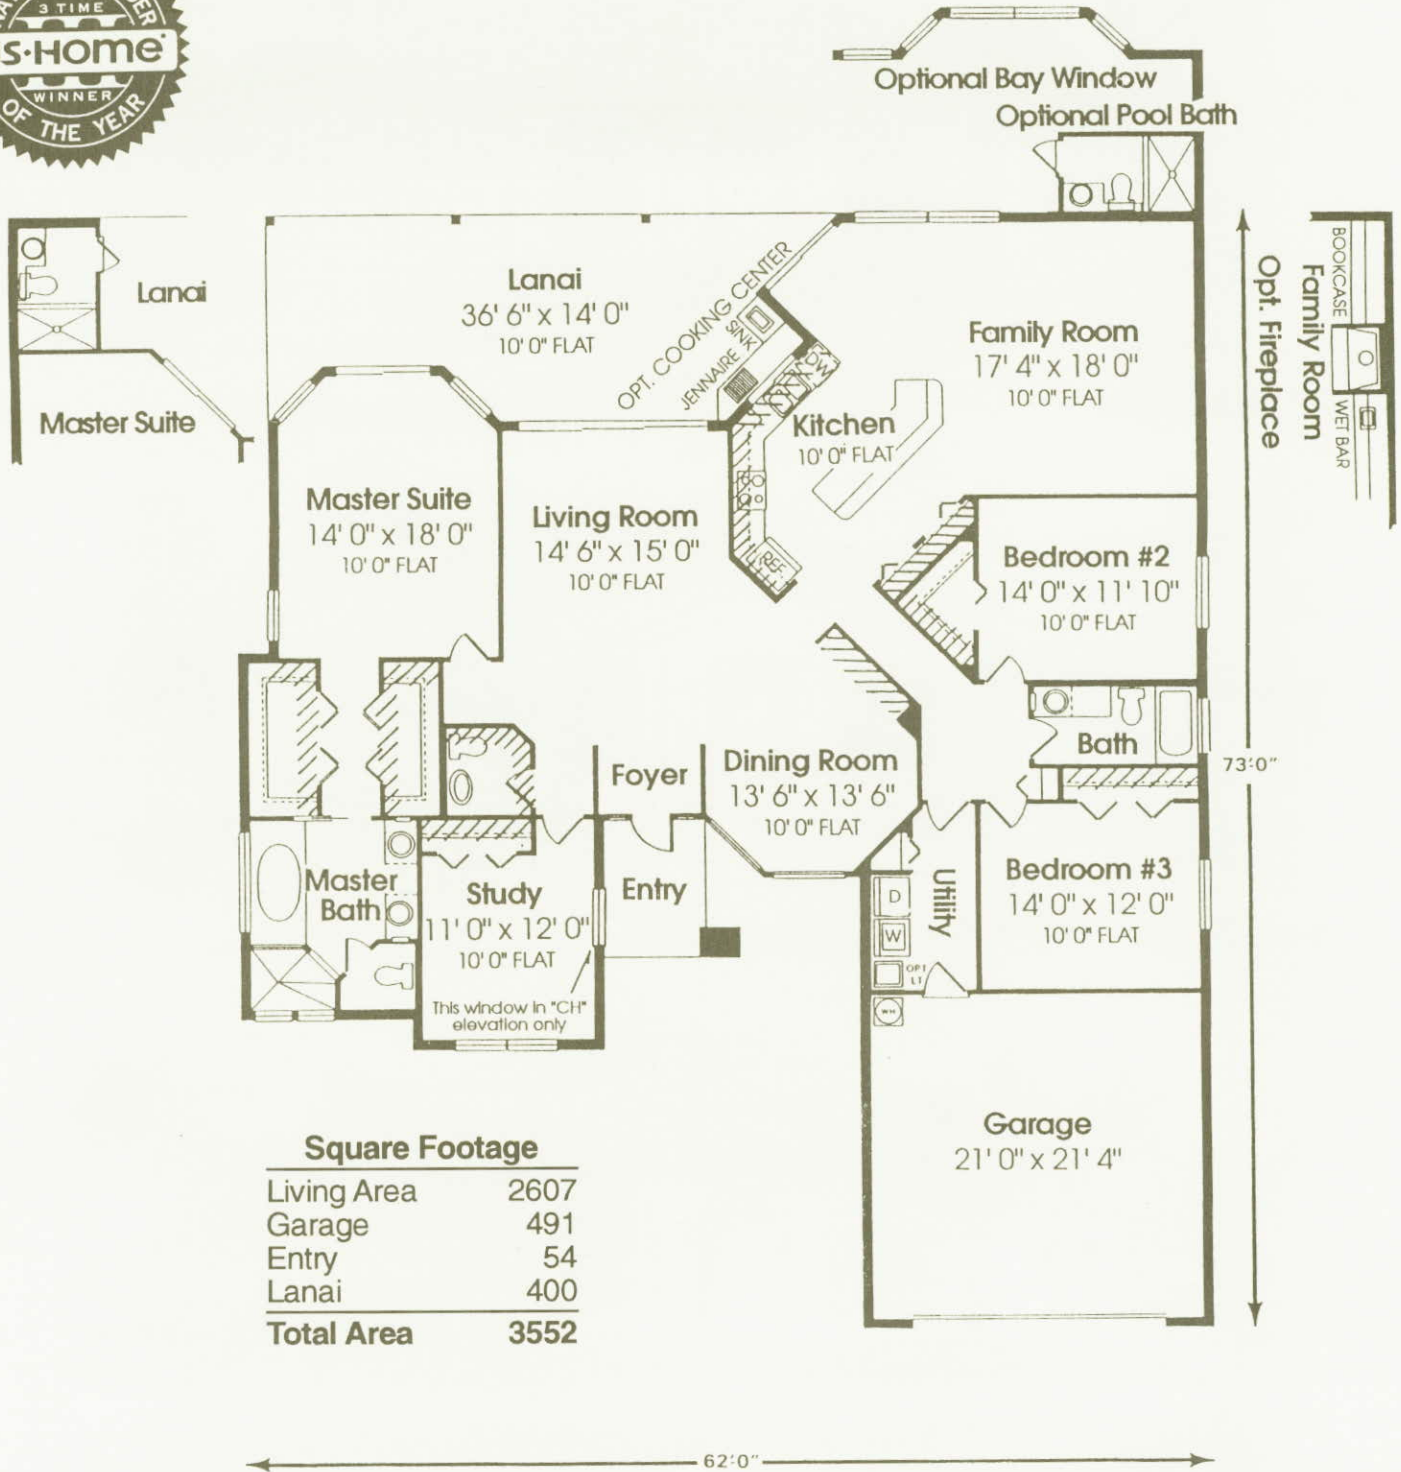 3 TIME
S·Home
WINNER
OF THE YEAR
Optional Bay Window
Optional Pool Bath
Lanai
Master Suite
Lanai
36' 6" x 14' 0"
10' 0" FLAT
OPT. COOKING CENTER
JENNAIRE
SINK
DW
Family Room
17' 4" x 18' 0"
10' 0" FLAT
Opt. Fireplace
Family Room
BOOKCASE
WET BAR
Kitchen
10' 0" FLAT
REF.
Master Suite
14' 0" x 18' 0"
10' 0" FLAT
Living Room
14' 6" x 15' 0"
10' 0" FLAT
Bedroom #2
14' 0" x 11' 10"
10' 0" FLAT
Bath
73'-0"
Foyer
Dining Room
13' 6" x 13' 6"
10' 0" FLAT
Master
Bath
Study
11' 0" x 12' 0"
10' 0" FLAT
This window in "CH"
elevation only
Entry
D
W
Utility
OPT
LT
WH
Bedroom #3
14' 0" x 12' 0"
10' 0" FLAT
Garage
21' 0" x 21' 4"
Square Footage
Living Area 2607
Garage 491
Entry 54
Lanai 400
Total Area 3552
62'-0"